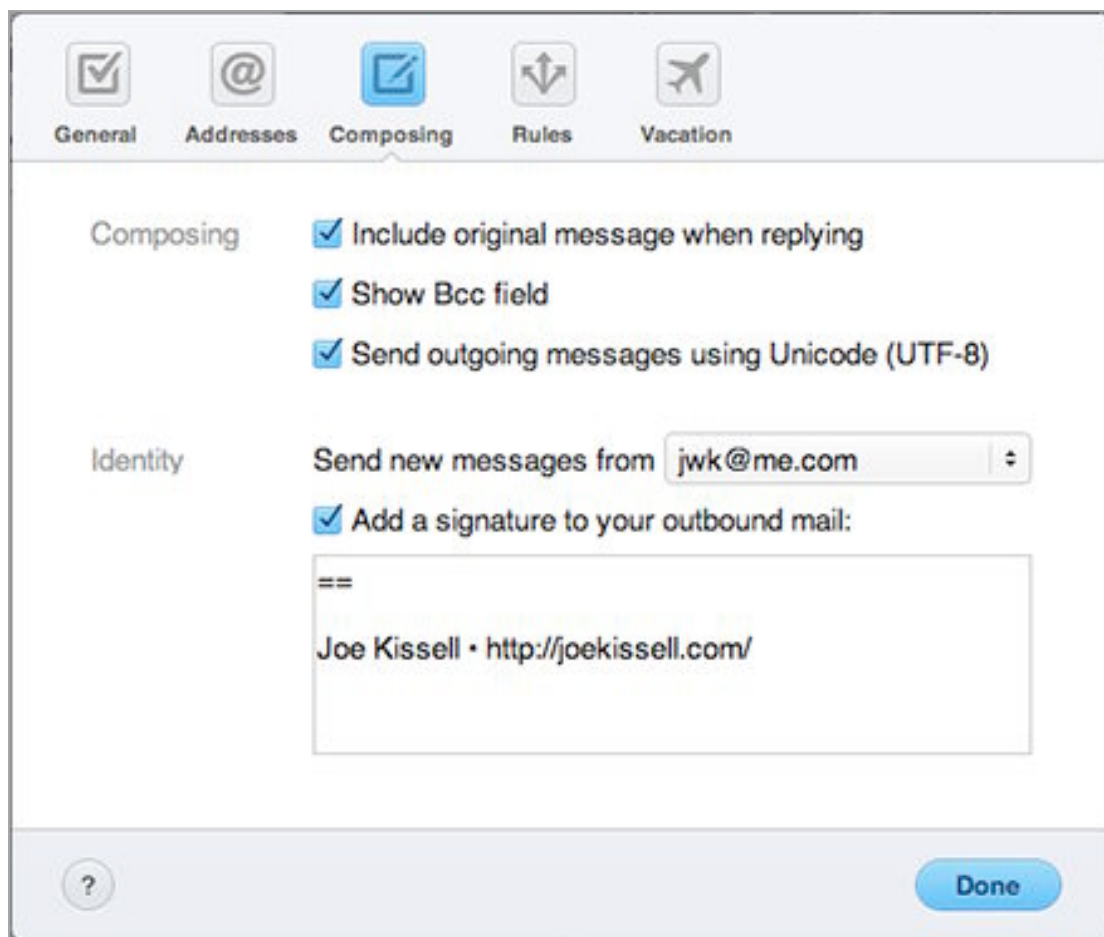 General Addresses Composing Rules Vacation
Composing Include original message when replying
Show Bcc field
Send outgoing messages using Unicode (UTF-8)
Identity Send new messages from jwk@me.com
Add a signature to your outbound mail:
==
Joe Kissell • http://joekissell.com/
? Done